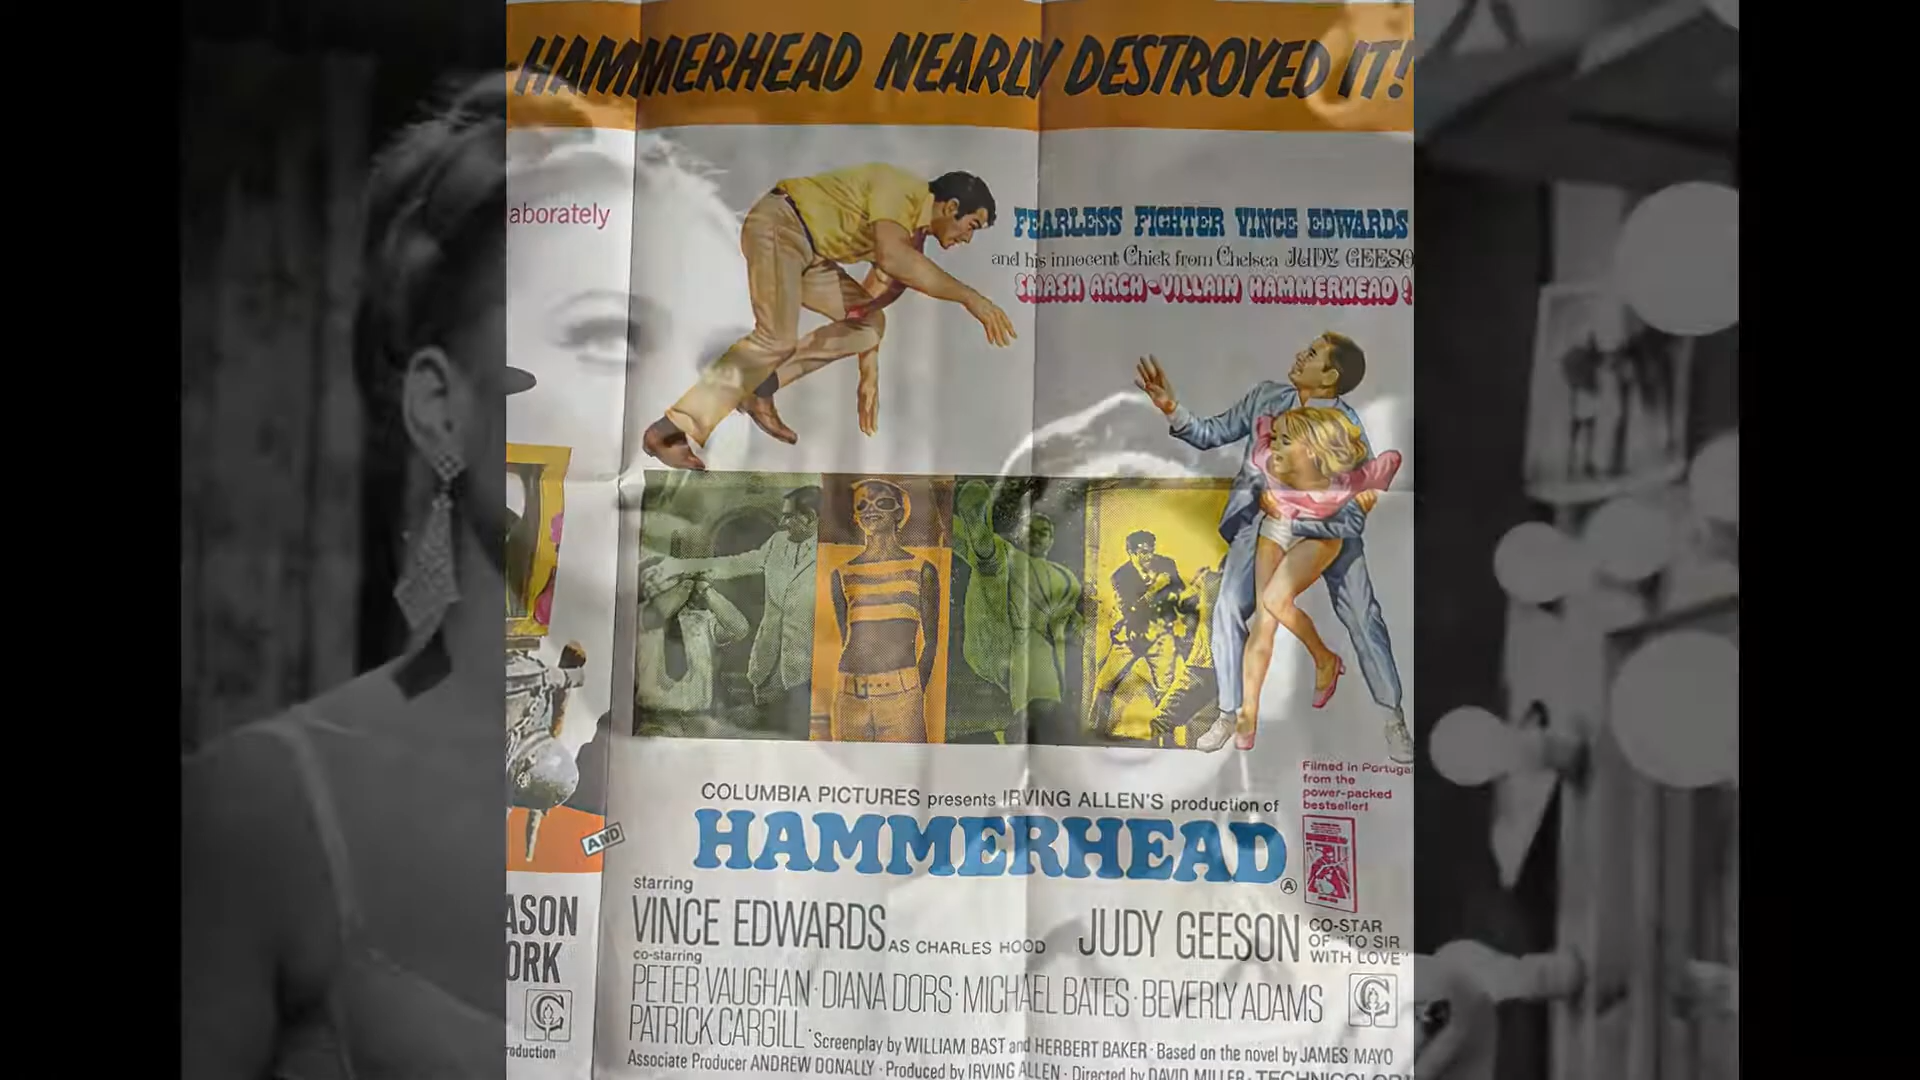 HAMMERHEAD NEARLY DESTROYED IT!
aborately
FEARLESS FIGHTER VINCE EDWARDS
and his innocent Chick from Chelsea JUDY GEESO
SMASH ARCH-VILLAIN HAMMERHEAD!
Filmed in Portuga
from the
power-packed
bestseller!
COLUMBIA PICTURES presents IRVING ALLEN'S production of
AND
HAMMERHEAD
A
starring
ASON
ORK
VINCE EDWARDS AS CHARLES HOOD JUDY GEESON CO-STAR
OF "TO SIR
WITH LOVE"
co-starring
PETER VAUGHAN · DIANA DORS · MICHAEL BATES · BEVERLY ADAMS
PATRICK CARGILL · Screenplay by WILLIAM BAST and HERBERT BAKER · Based on the novel by JAMES MAYO
roduction
Associate Producer ANDREW DONALLY · Produced by IRVING ALLEN · Directed by DAVID MILLER · TECHNICOLOR